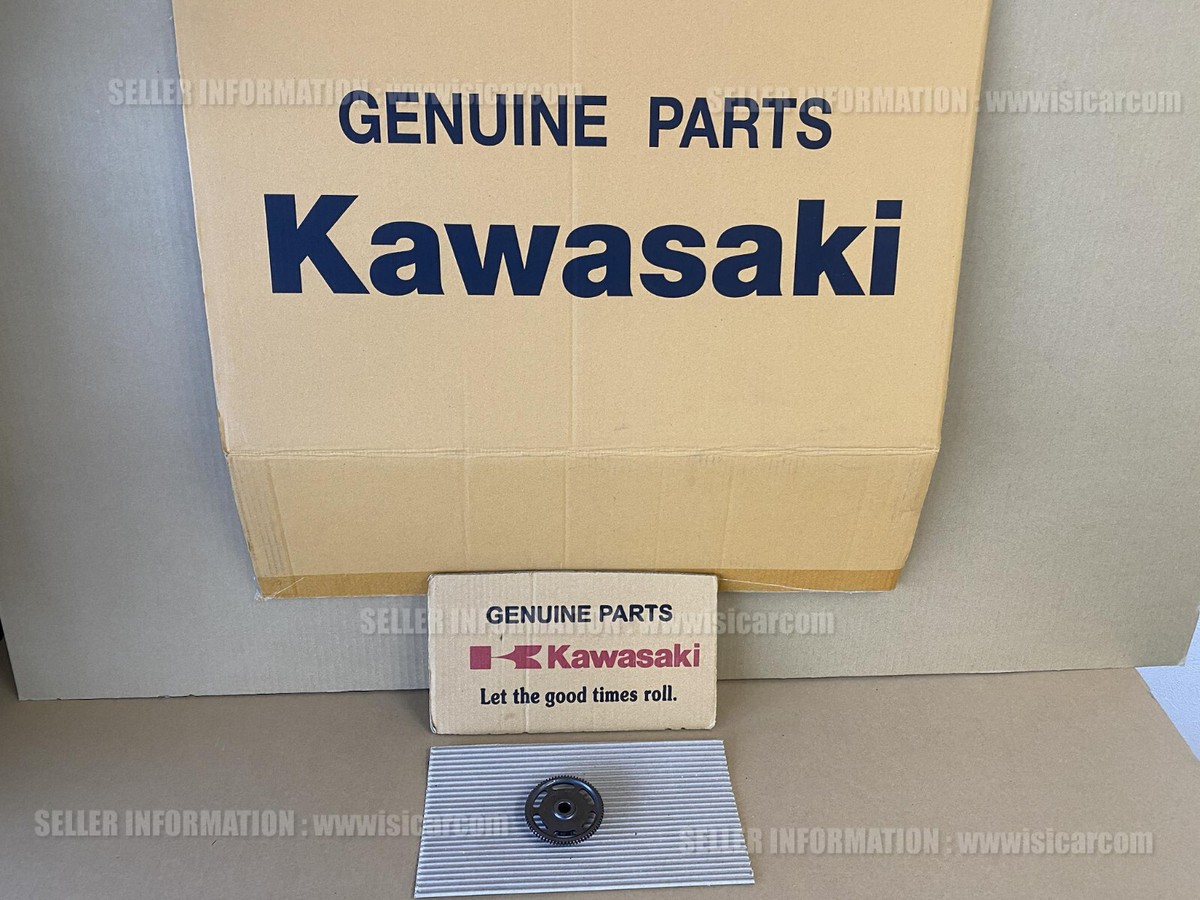 SELLER INFORMATION : wwwisicarcom
SELLER INFORMATION : wwwisicarcom
GENUINE PARTS
Kawasaki
GENUINE PARTS
SELLER INFORMATION : wwwisicarcom
Kawasaki
Let the good times roll.
SELLER INFORMATION : wwwisicarcom
SELLER INFORMATION : wwwisicarcom